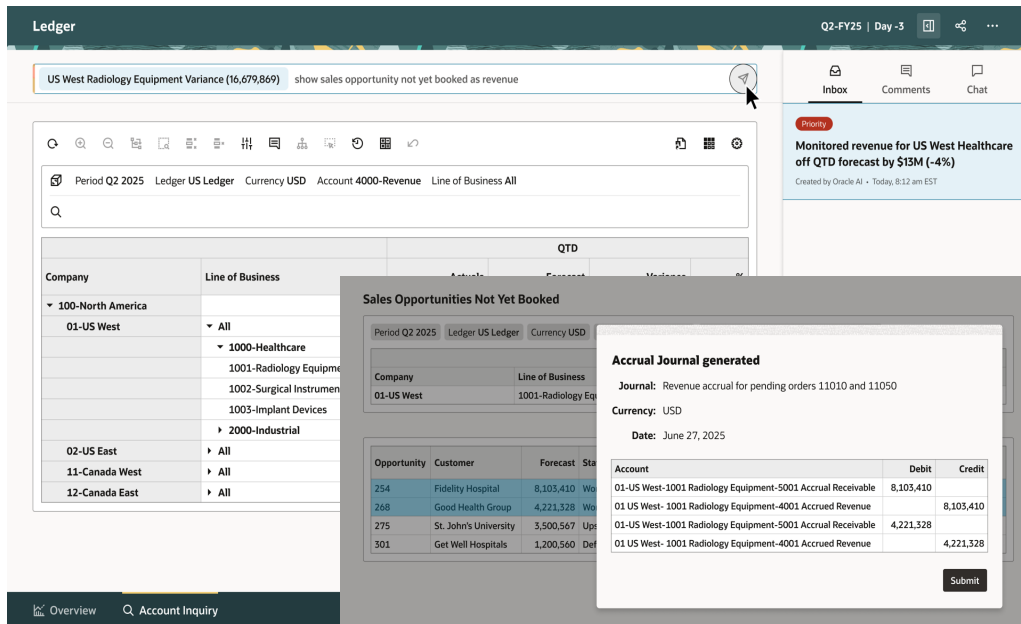 Ledger
Q2-FY25 | Day -3
US West Radiology Equipment Variance (16,679,869) show sales opportunity not yet booked as revenue
Inbox Comments Chat
Priority
Monitored revenue for US West Healthcare
off QTD forecast by $13M (-4%)
Created by Oracle AI • Today, 8:12 am EST
Period Q2 2025 Ledger US Ledger Currency USD Account 4000-Revenue Line of Business All
QTD
Company Line of Business Actuals Forecast Variance %
100-North America
01-US West All
1000-Healthcare
1001-Radiology Equipme
1002-Surgical Instrumen
1003-Implant Devices
2000-Industrial
02-US East All
11-Canada West All
12-Canada East All
Sales Opportunities Not Yet Booked
Period Q2 2025 Ledger US Ledger Currency USD
Company Line of Business
01-US West 1001-Radiology Equ
Opportunity Customer Forecast Sta
254 Fidelity Hospital 8,103,410 Wo
268 Good Health Group 4,221,328 Wo
275 St. John's University 3,500,567 Ups
301 Get Well Hospitals 1,200,560 Def
Accrual Journal generated
Journal: Revenue accrual for pending orders 11010 and 11050
Currency: USD
Date: June 27, 2025
Account Debit Credit
01-US West-1001 Radiology Equipment-5001 Accrual Receivable 8,103,410
01 US West- 1001 Radiology Equipment-4001 Accrued Revenue 8,103,410
01-US West-1001 Radiology Equipment-5001 Accrual Receivable 4,221,328
01 US West- 1001 Radiology Equipment-4001 Accrued Revenue 4,221,328
Submit
Overview Account Inquiry